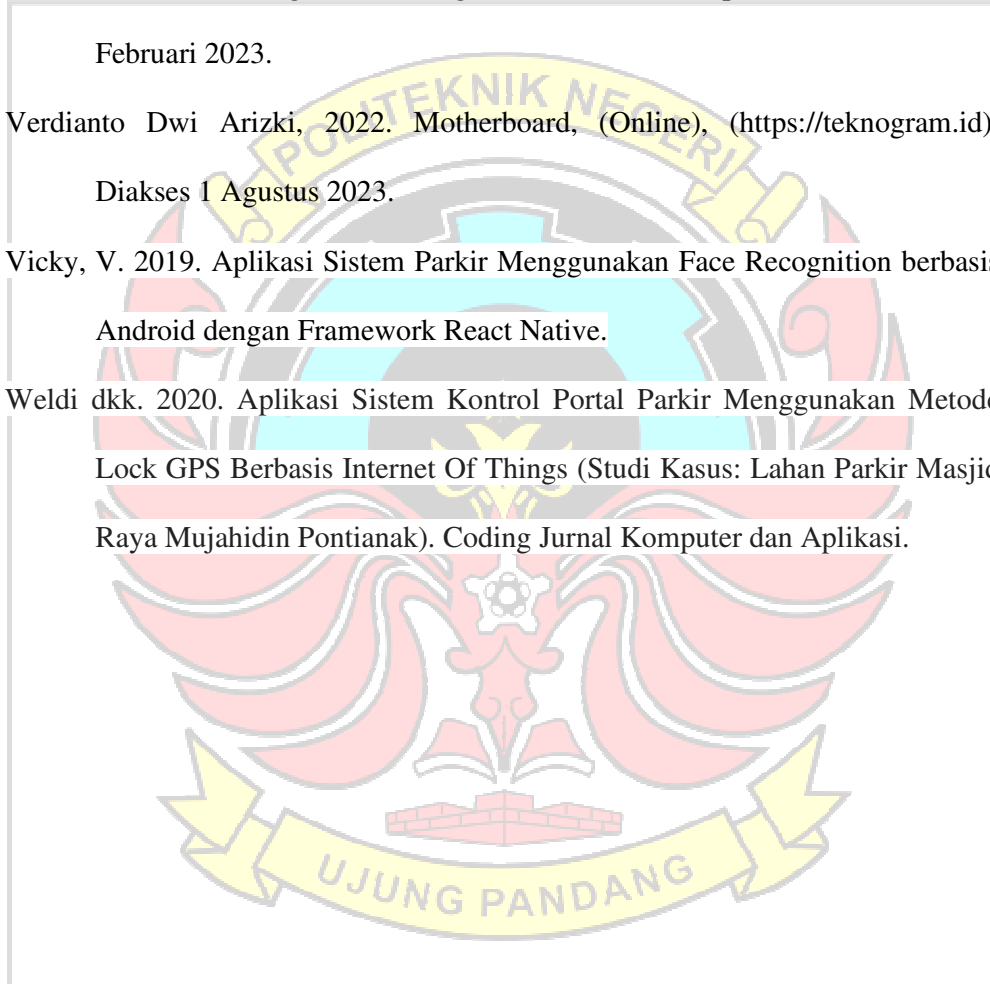 Februari 2023.
POLITEKNIK NEGERI
Verdianto Dwi Arizki, 2022. Motherboard, (Online), (https://teknogram.id)
Diakses 1 Agustus 2023.
Vicky, V. 2019. Aplikasi Sistem Parkir Menggunakan Face Recognition berbasis
Android dengan Framework React Native.
Weldi dkk. 2020. Aplikasi Sistem Kontrol Portal Parkir Menggunakan Metode
Lock GPS Berbasis Internet Of Things (Studi Kasus: Lahan Parkir Masjid
Raya Mujahidin Pontianak). Coding Jurnal Komputer dan Aplikasi.
UJUNG PANDANG